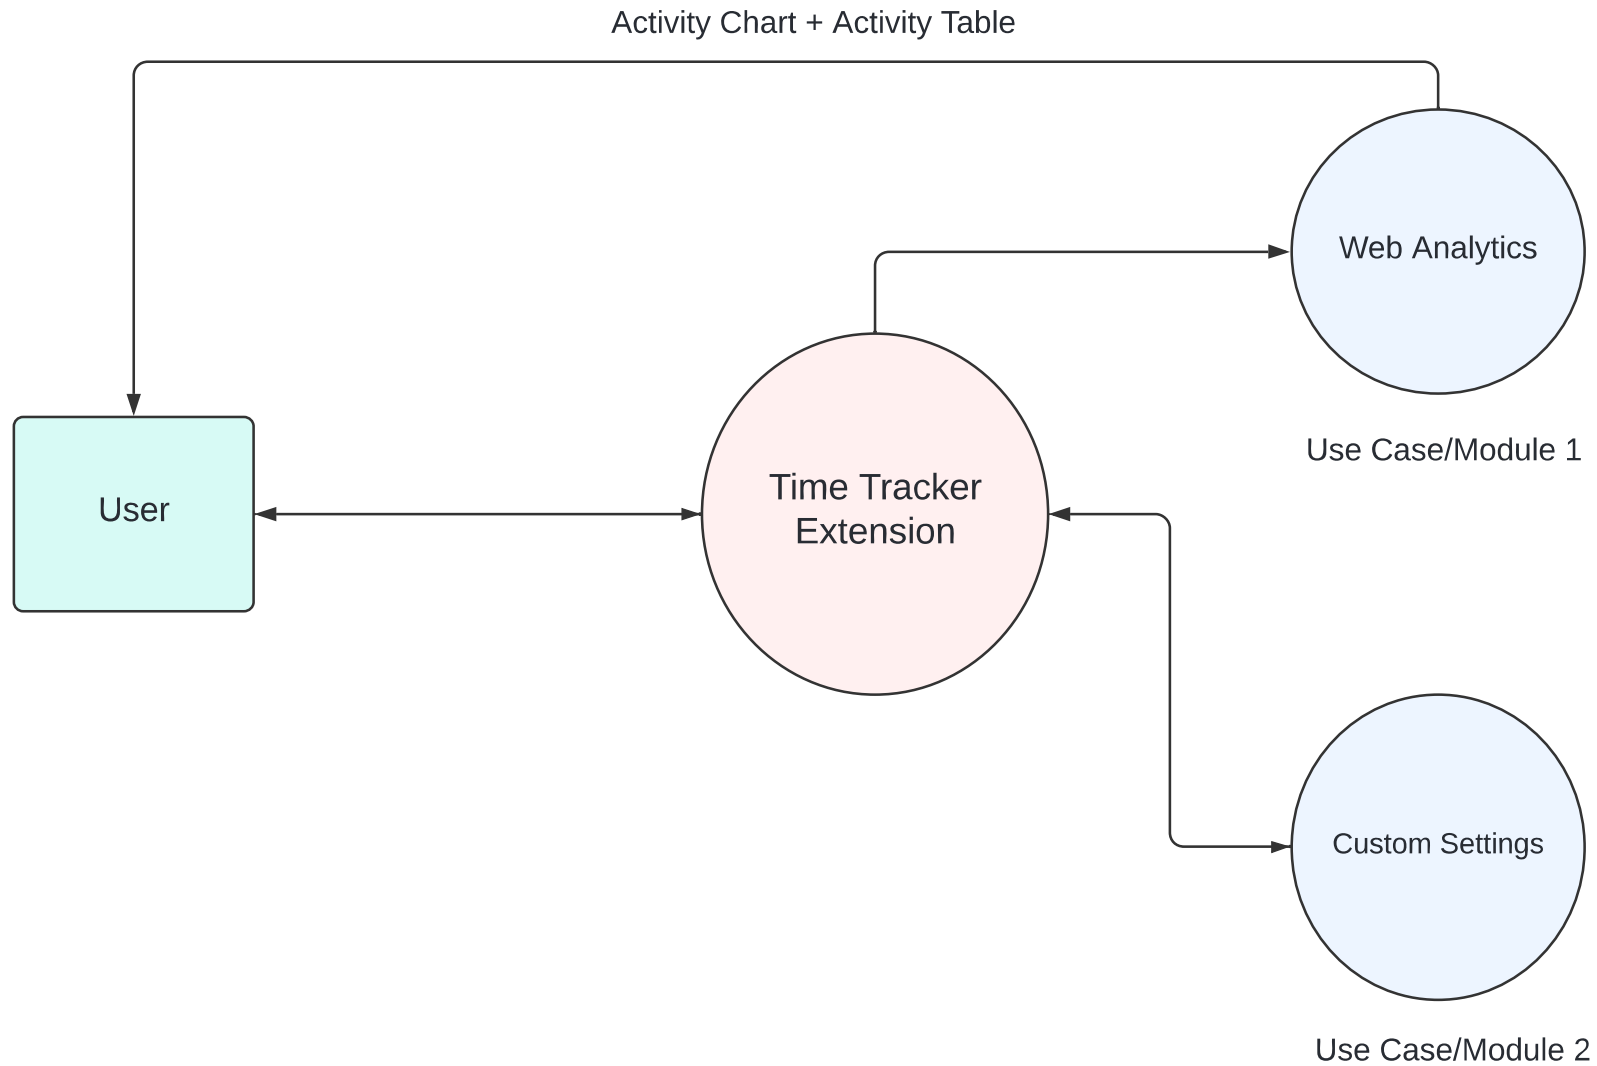 Activity Chart + Activity Table
Web Analytics
Use Case/Module 1
User
Time Tracker
Extension
Custom Settings
Use Case/Module 2